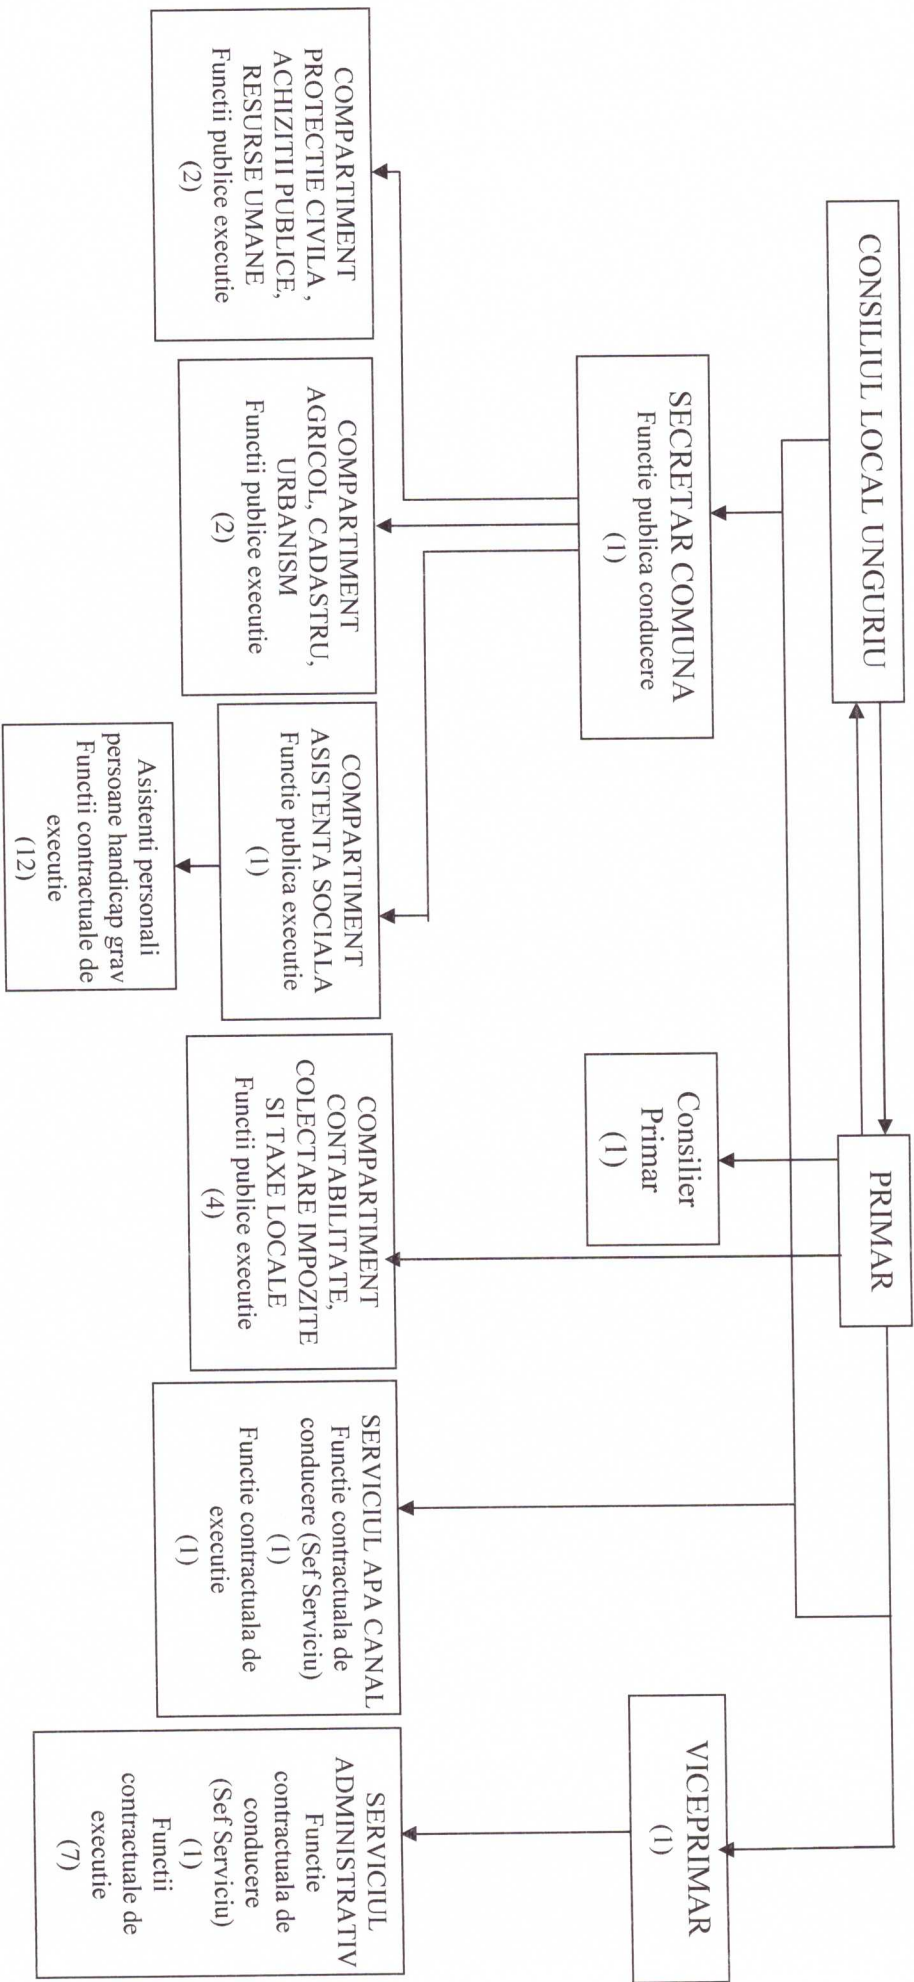 CONSILIUL LOCAL UNGURIU
PRIMAR
SECRETAR COMUNA
Functie publica conducere
(1)
Consilier
Primar
(1)
VICEPRIMAR
(1)
COMPARTIMENT
PROTECTIE CIVILA ,
ACHIZITII PUBLICE,
RESURSE UMANE
Functii publice executie
(2)
COMPARTIMENT
AGRICOL, CADASTRU,
URBANISM
Functii publice executie
(2)
COMPARTIMENT
ASISTENTA SOCIALA
Functie publica executie
(1)
Asistenti personali
persoane handicap grav
Functii contractuale de
executie
(12)
COMPARTIMENT
CONTABILITATE,
COLECTARE IMPOZITE
SI TAXE LOCALE
Functii publice executie
(4)
SERVICIUL APA CANAL
Functie contractuala de
conducere (Sef Serviciu)
(1)
Functie contractuala de
executie
(1)
SERVICIUL
ADMINISTRATIV
Functie
contractuala de
conducere
(Sef Serviciu)
(1)
Functii
contractuale de
executie
(7)